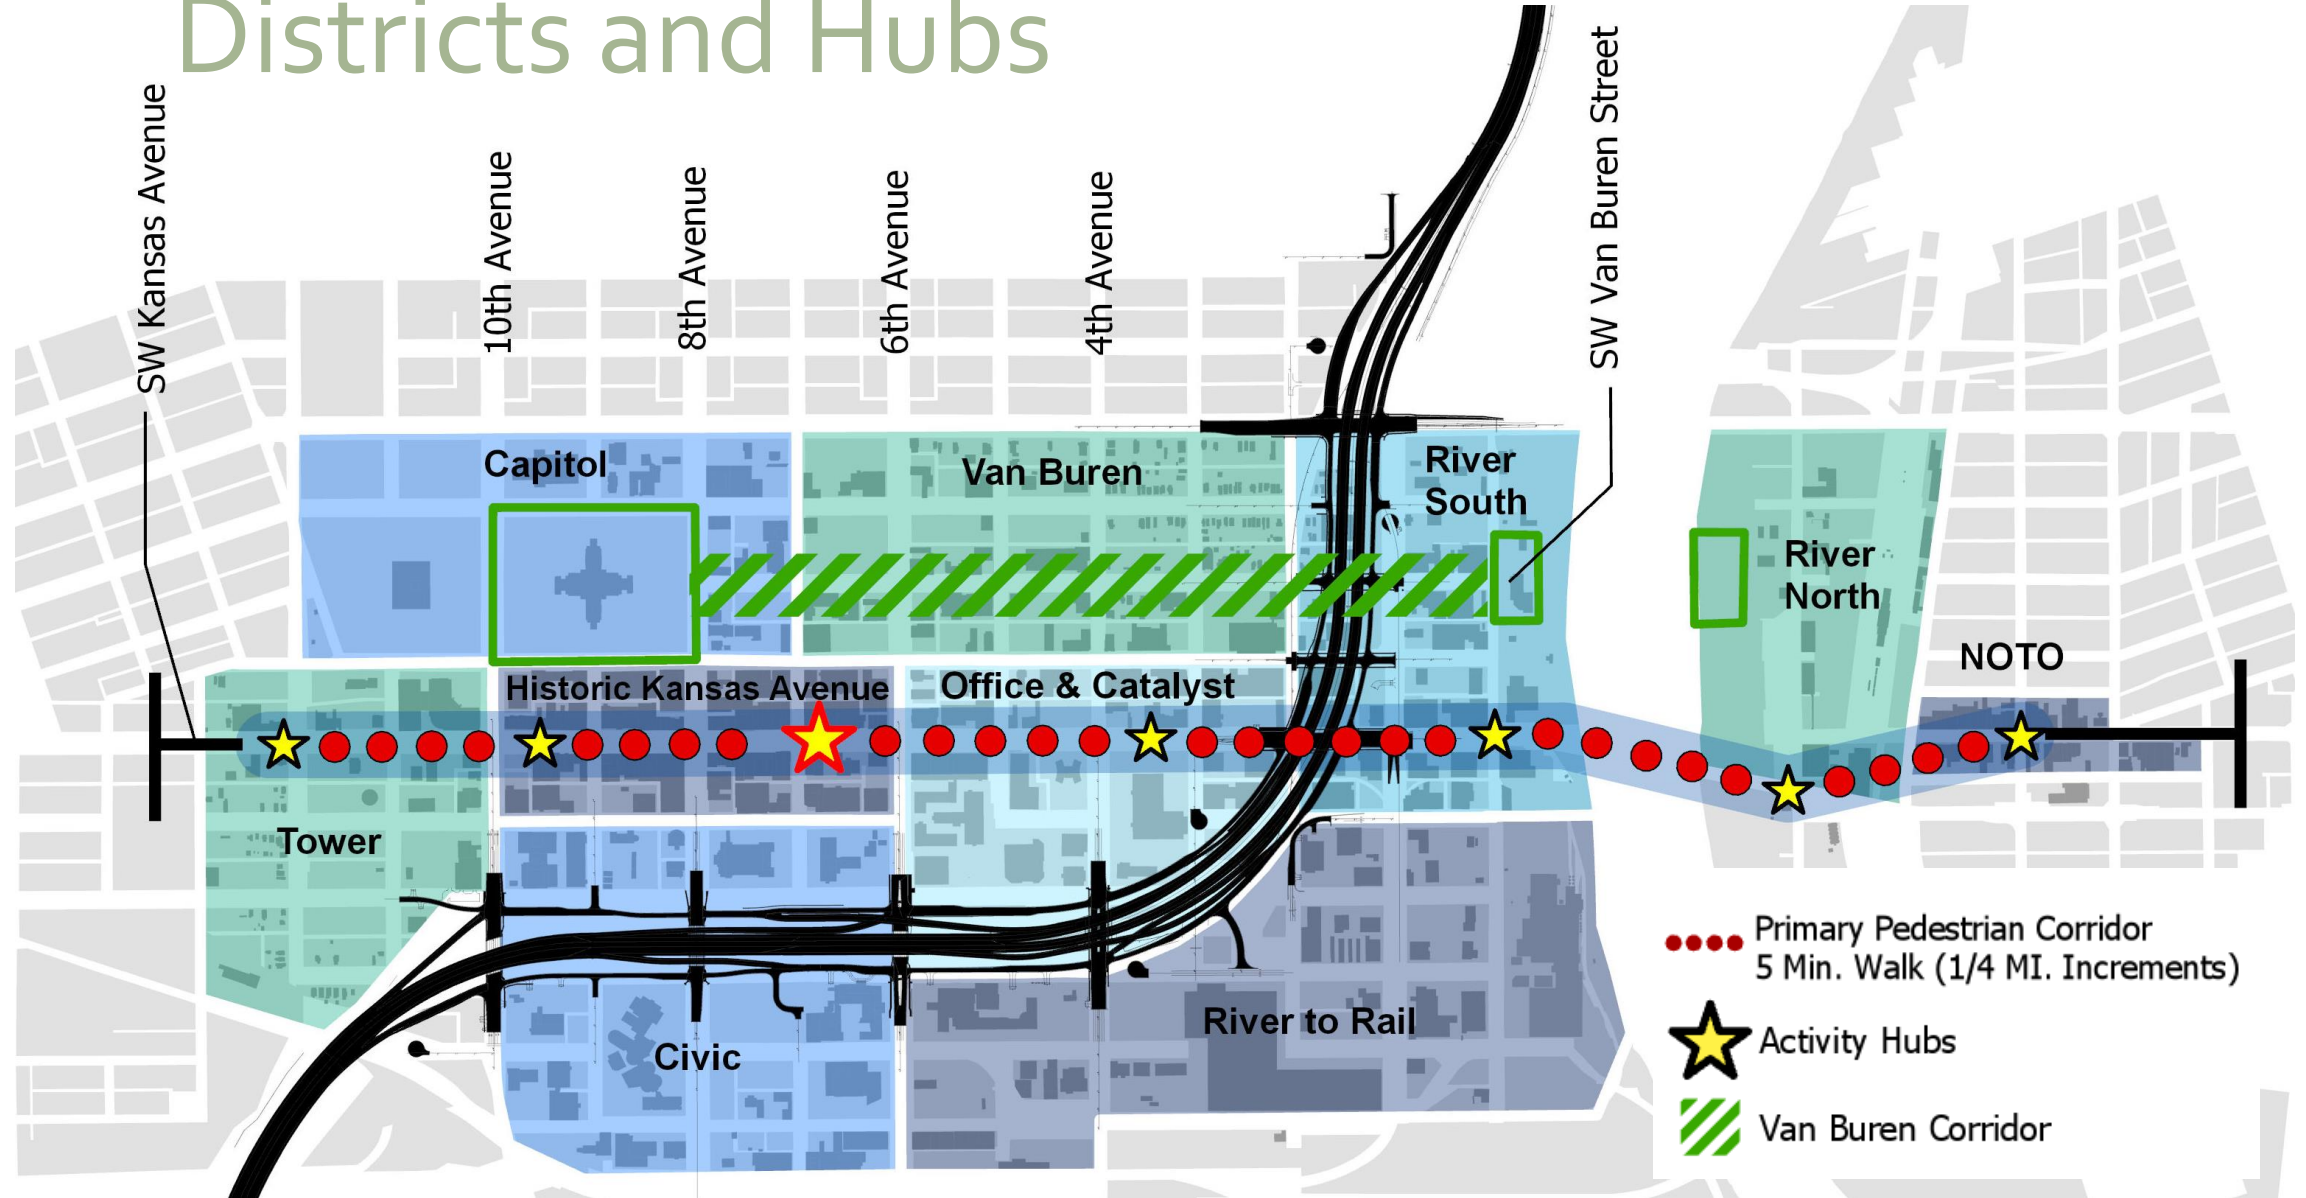 Districts and Hubs
SW Kansas Avenue
10th Avenue
8th Avenue
6th Avenue
4th Avenue
SW Van Buren Street
Capitol
Van Buren
River
South
River
North
NOTO
Historic Kansas Avenue
Office & Catalyst
Tower
Civic
River to Rail
Primary Pedestrian Corridor
5 Min. Walk (1/4 MI. Increments)
Activity Hubs
Van Buren Corridor